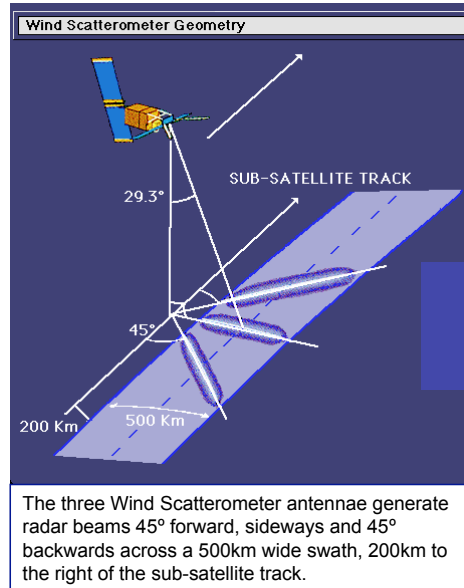 Wind Scatterometer Geometry
29.3°
SUB-SATELLITE TRACK
45°
200 Km
500 Km
The three Wind Scatterometer antennae generate
radar beams 45º forward, sideways and 45º
backwards across a 500km wide swath, 200km to
the right of the sub-satellite track.